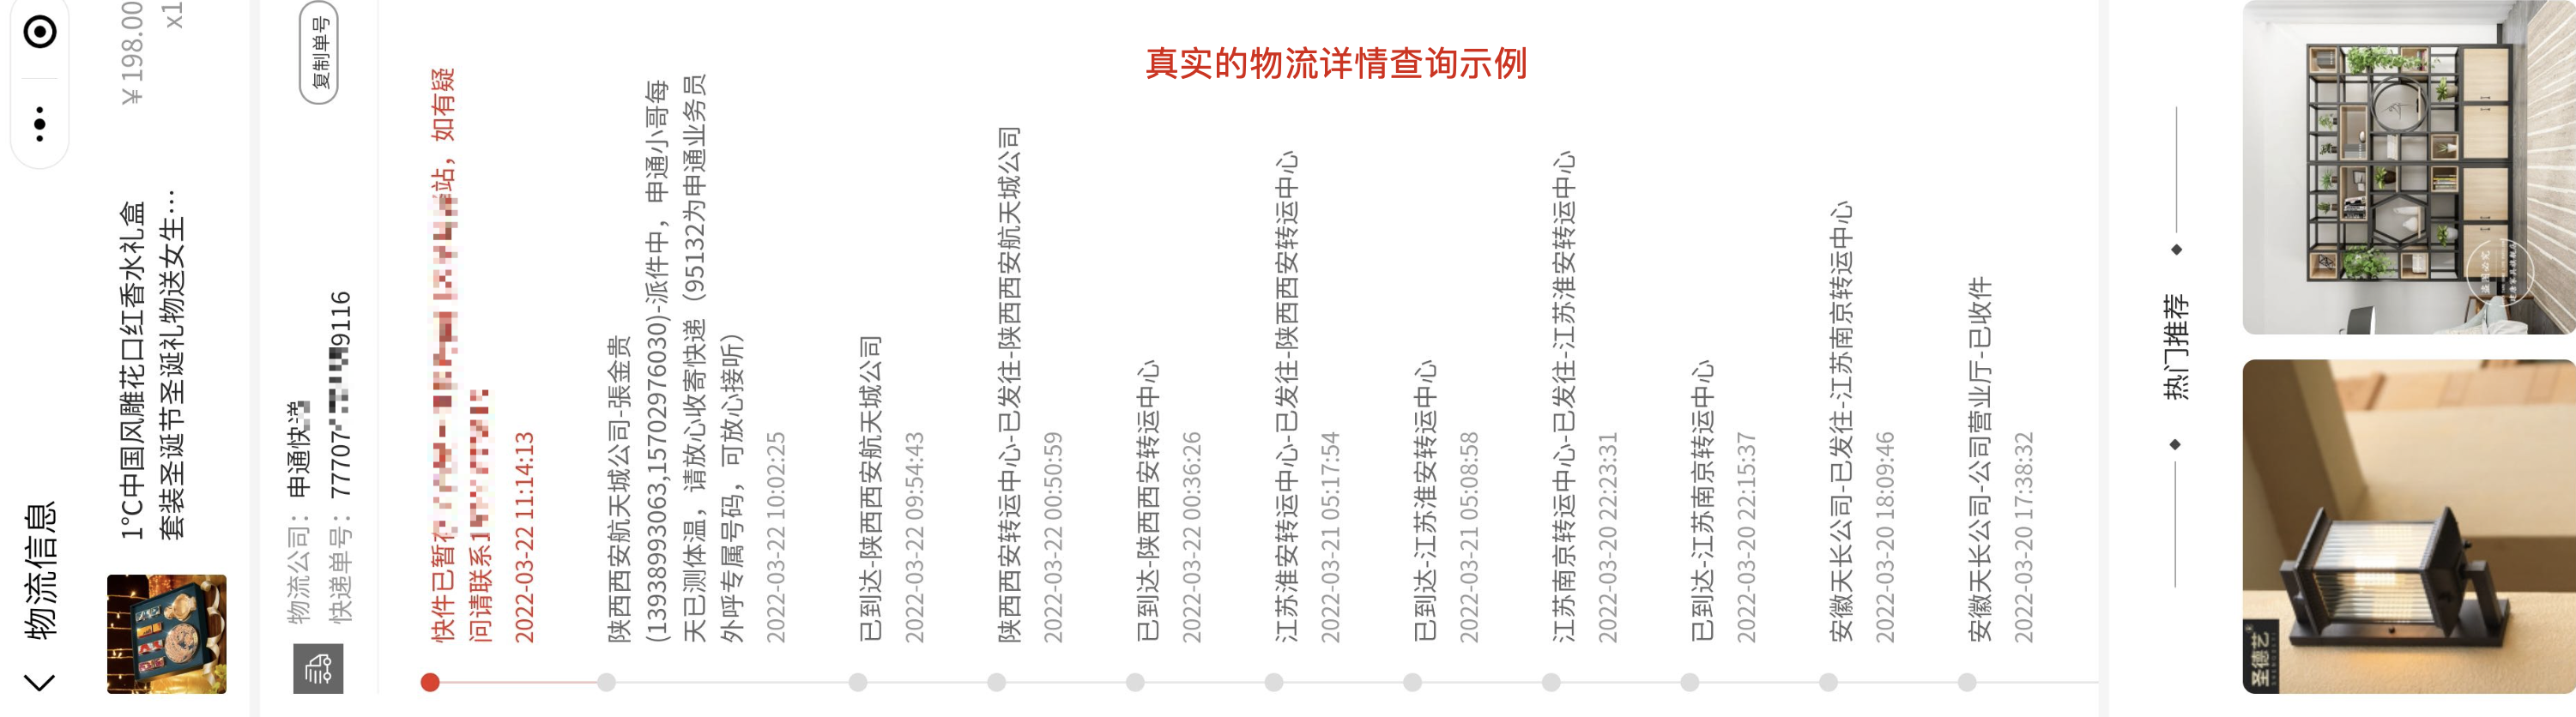 物流信息
1℃中国风雕花口红香水礼盒
套装圣诞节圣诞礼物送女生…
￥198.00
x1
物流公司： 申通快递
快递单号： 77707 9116
复制单号
快件已暂 站，如有疑
问请联系1
2022-03-22 11:14:13
陕西西安航天城公司-張金贵
(13938993063,15702976030)-派件中，申通小哥每
天已测体温，请放心收寄快递（95132为申通业务员
外呼专属号码，可放心接听）
2022-03-22 10:02:25
已到达-陕西西安航天城公司
2022-03-22 09:54:43
陕西西安转运中心-已发往-陕西西安航天城公司
2022-03-22 00:50:59
已到达-陕西西安转运中心
2022-03-22 00:36:26
江苏淮安转运中心-已发往-陕西西安转运中心
2022-03-21 05:17:54
已到达-江苏淮安转运中心
2022-03-21 05:08:58
江苏南京转运中心-已发往-江苏淮安转运中心
2022-03-20 22:23:31
已到达-江苏南京转运中心
2022-03-20 22:15:37
安徽天长公司-已发往-江苏南京转运中心
2022-03-20 18:09:46
安徽天长公司-公司营业厅-已收件
2022-03-20 17:38:32
真实的物流详情查询示例
热门推荐
圣德艺
盗图必究